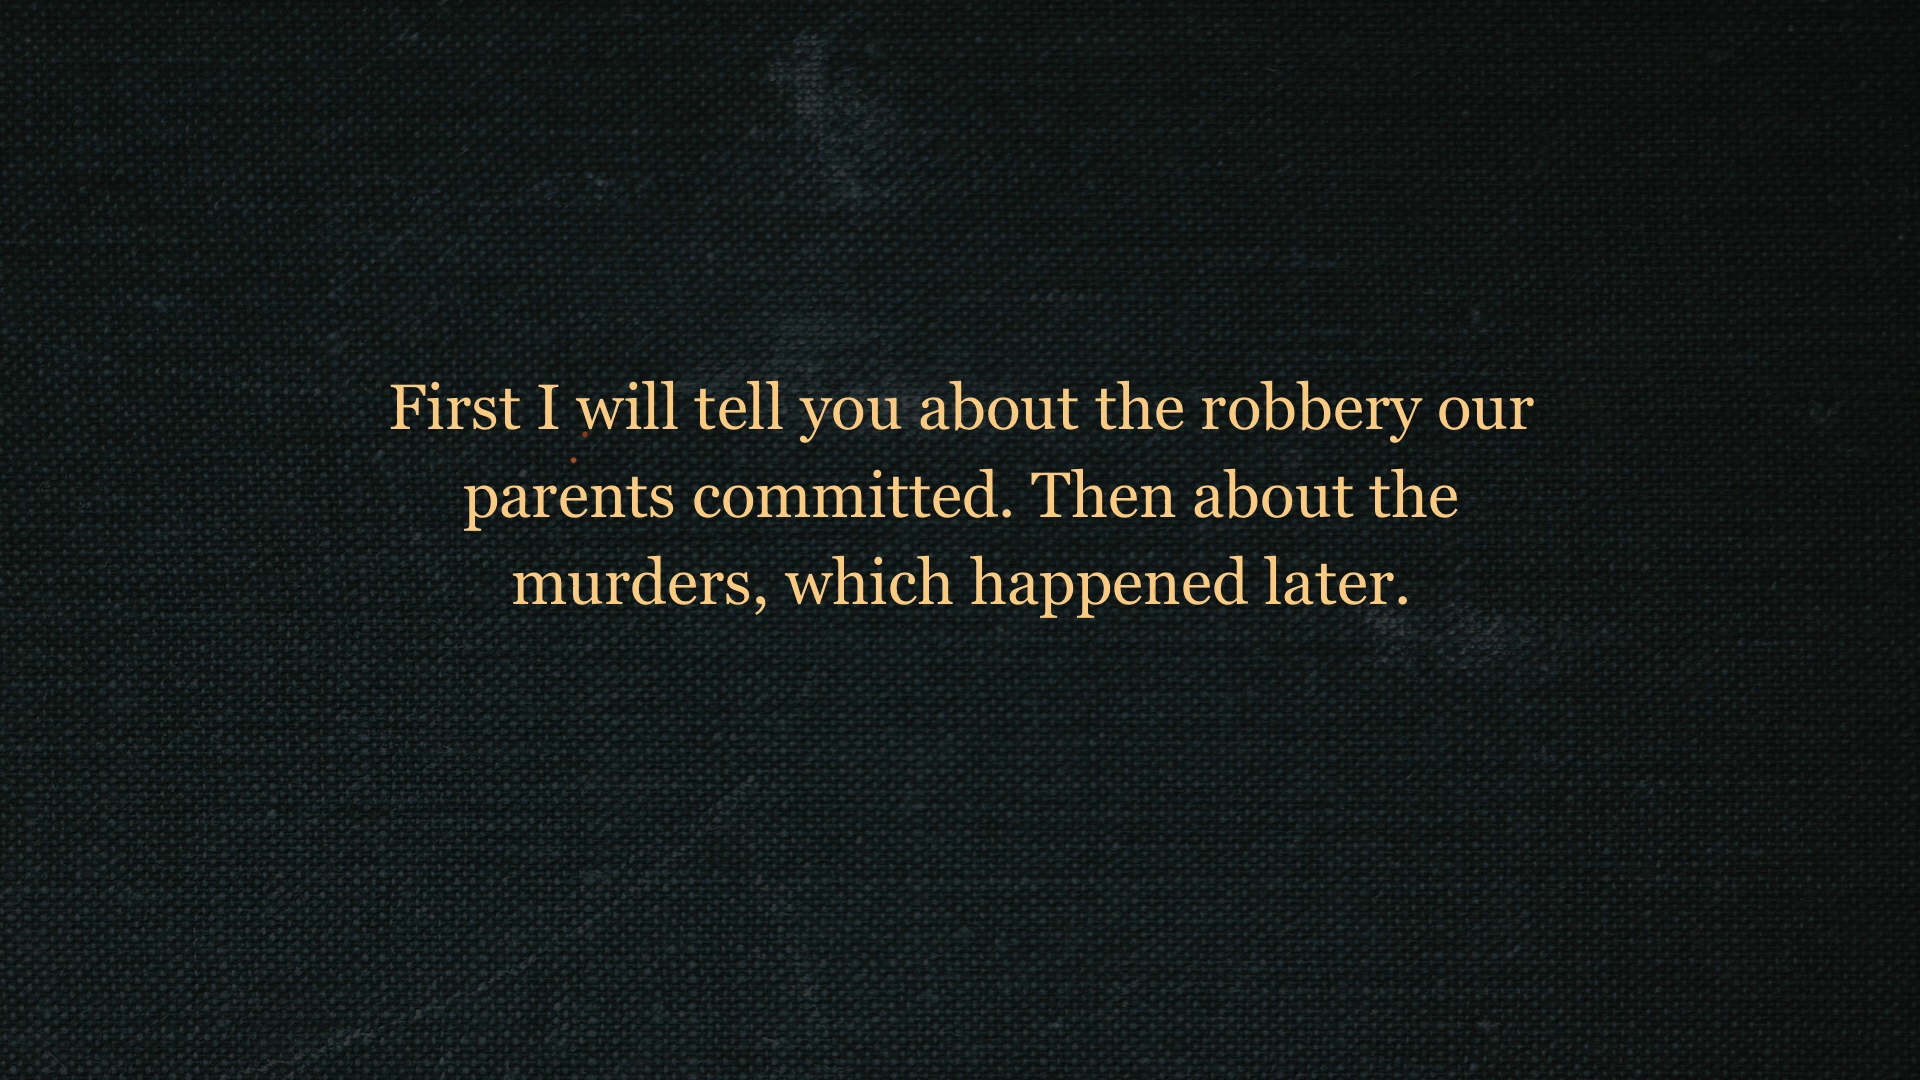 First I will tell you about the robbery our
parents committed. Then about the
murders, which happened later.